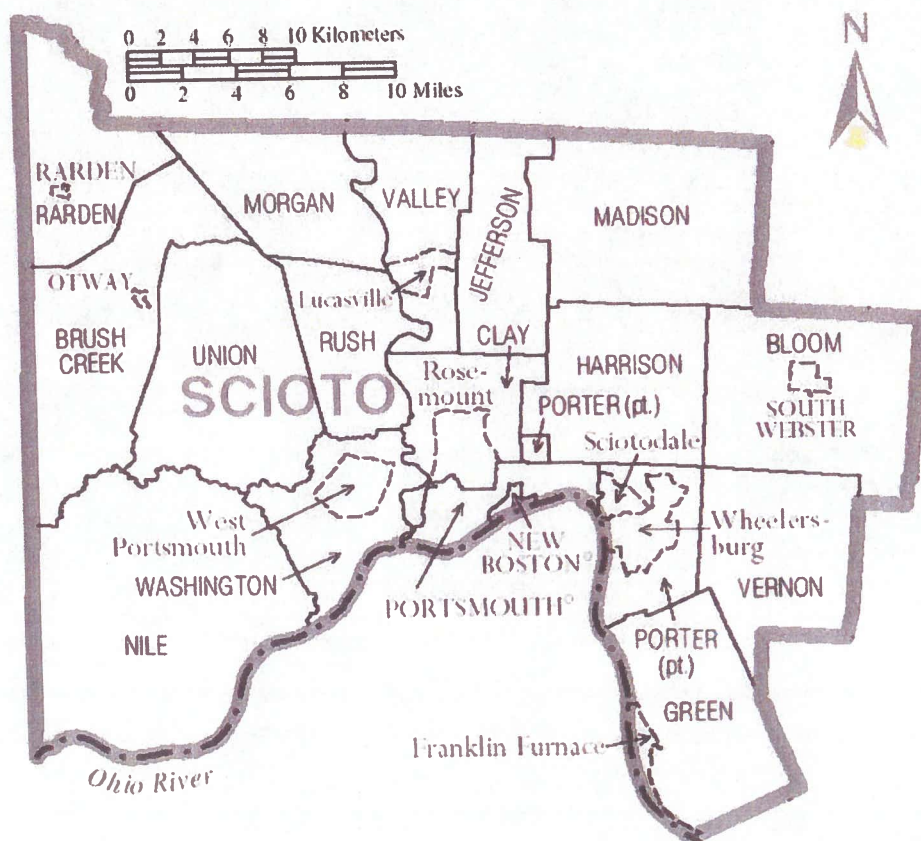 0 2 4 6 8 10 Kilometers
0 2 4 6 8 10 Miles
N
RARDEN
RARDEN
MORGAN
VALLEY
JEFFERSON
MADISON
OTWAY
Lucasville
BRUSH
CREEK
UNION
RUSH
CLAY
HARRISON
BLOOM
SCIOTO
Rose-
mount
PORTER (pt.)
Sciotodale
SOUTH
WEBSTER
West
Portsmouth
WASHINGTON
NEW
BOSTON°
PORTSMOUTH°
Wheelers-
burg
VERNON
NILE
PORTER
(pt.)
GREEN
Franklin Furnace
Ohio River